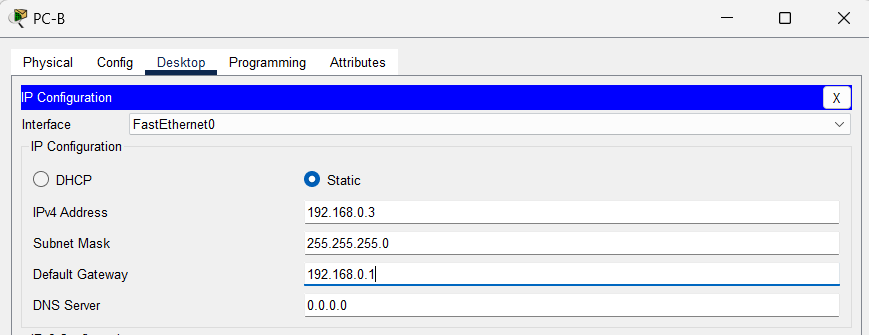 PC-B
Physical Config Desktop Programming Attributes
IP Configuration X
Interface FastEthernet0
IP Configuration
DHCP Static
IPv4 Address 192.168.0.3
Subnet Mask 255.255.255.0
Default Gateway 192.168.0.1
DNS Server 0.0.0.0